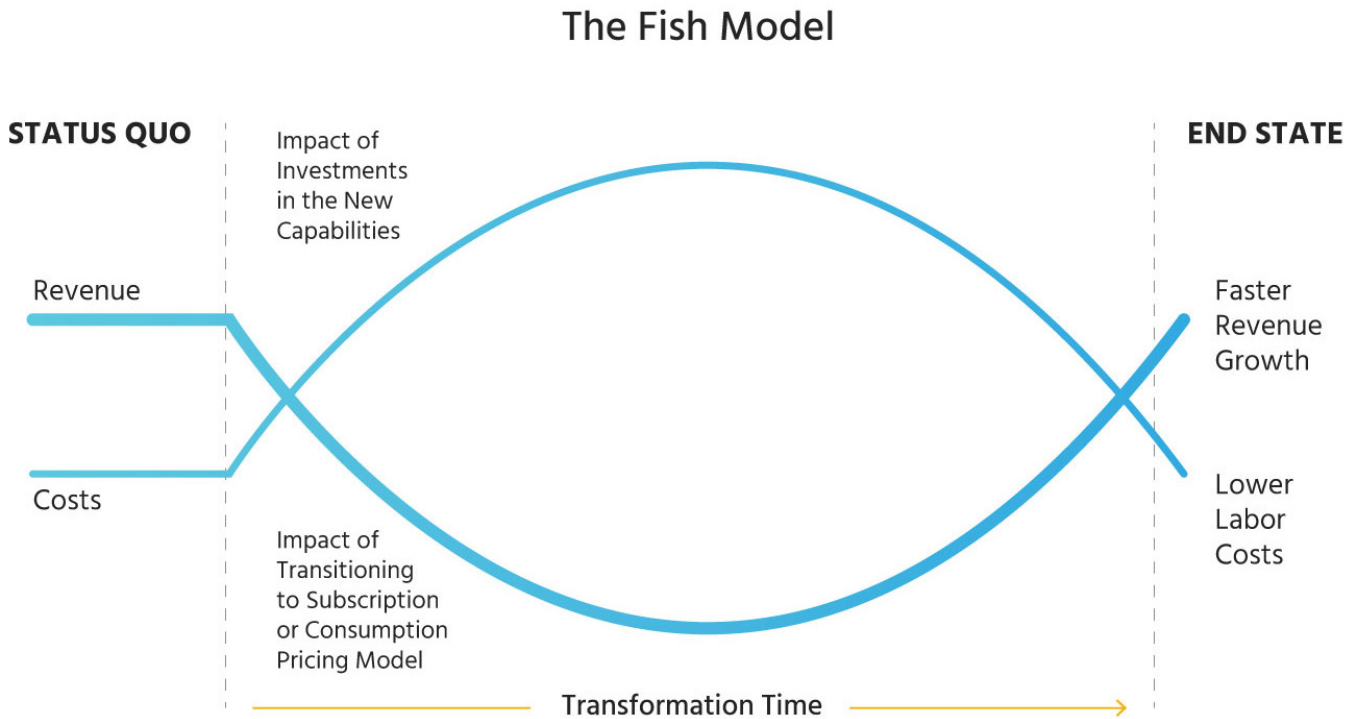 The Fish Model
STATUS QUO
Impact of
Investments
in the New
Capabilities
END STATE
Revenue
Faster
Revenue
Growth
Costs
Lower
Labor
Costs
Impact of
Transitioning
to Subscription
or Consumption
Pricing Model
Transformation Time